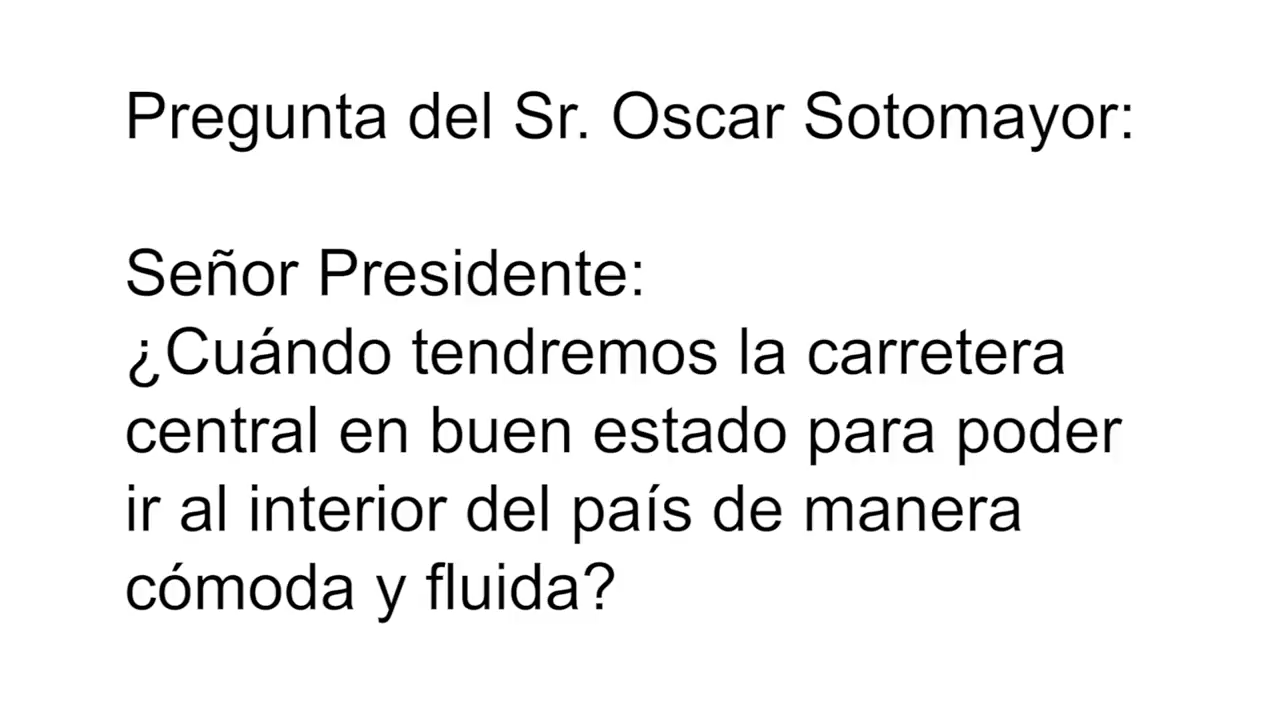 Pregunta del Sr. Oscar Sotomayor:
Señor Presidente:
¿Cuándo tendremos la carretera
central en buen estado para poder
ir al interior del país de manera
cómoda y fluida?